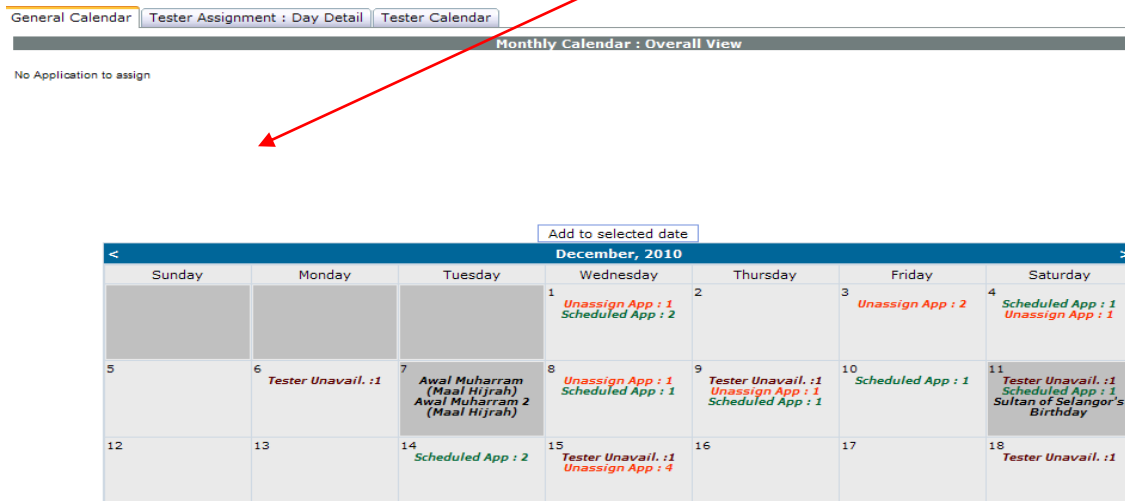 General Calendar Tester Assignment : Day Detail Tester Calendar
Monthly Calendar : Overall View
No Application to assign
Add to selected date
< December, 2010 >
Sunday Monday Tuesday Wednesday Thursday Friday Saturday
1
Unassign App : 1
Scheduled App : 2
2
3
Unassign App : 2
4
Scheduled App : 1
Unassign App : 1
5
6
Tester Unavail. :1
7
Awal Muharram
(Maal Hijrah)
Awal Muharram 2
(Maal Hijrah)
8
Unassign App : 1
Scheduled App : 1
9
Tester Unavail. :1
Unassign App : 1
Scheduled App : 1
10
Scheduled App : 1
11
Tester Unavail. :1
Scheduled App : 1
Sultan of Selangor's
Birthday
12
13
14
Scheduled App : 2
15
Tester Unavail. :1
Unassign App : 4
16
17
18
Tester Unavail. :1